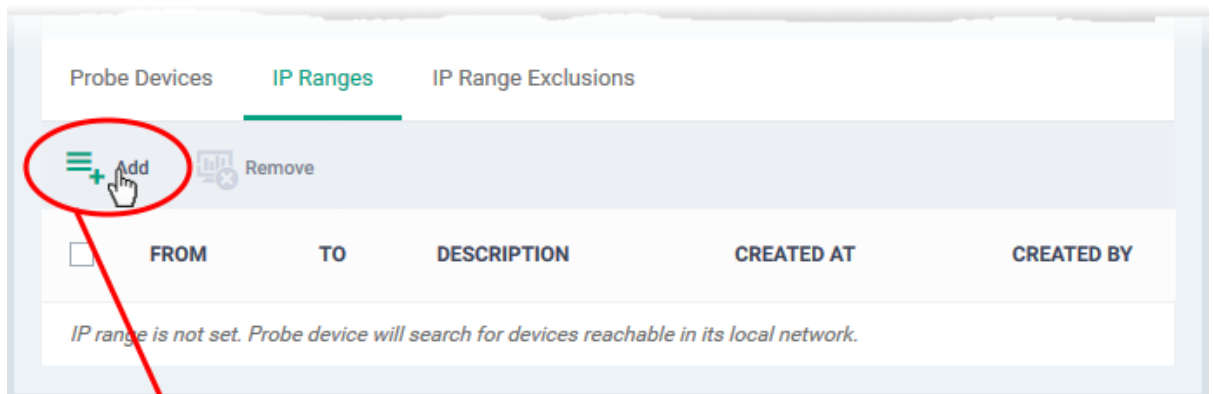 Probe Devices IP Ranges IP Range Exclusions
Add Remove
FROM TO DESCRIPTION CREATED AT CREATED BY
IP range is not set. Probe device will search for devices reachable in its local network.